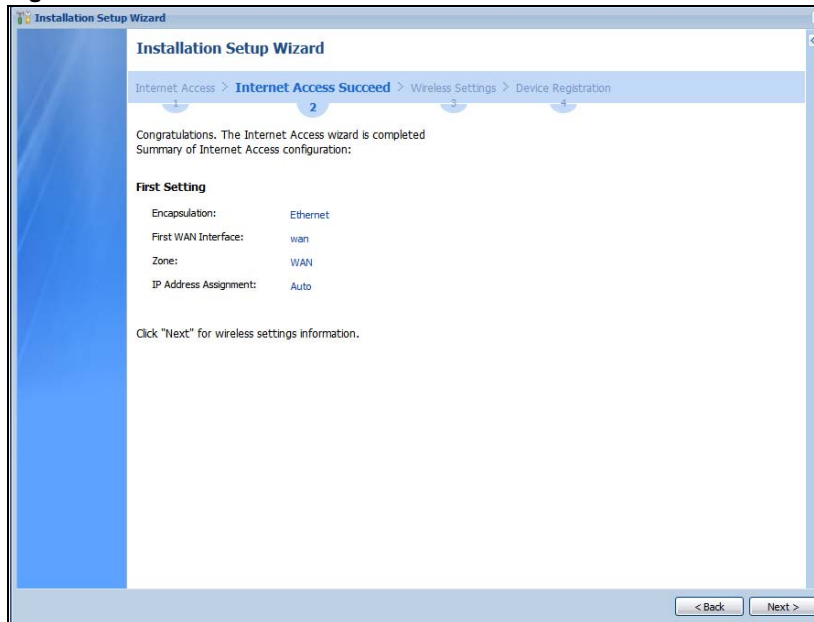 Installation Setup Wizard
Installation Setup Wizard
Internet Access > Internet Access Succeed > Wireless Settings > Device Registration
1 2 3 4
Congratulations. The Internet Access wizard is completed
Summary of Internet Access configuration:
First Setting
Encapsulation: Ethernet
First WAN Interface: wan
Zone: WAN
IP Address Assignment: Auto
Click "Next" for wireless settings information.
< Back Next >